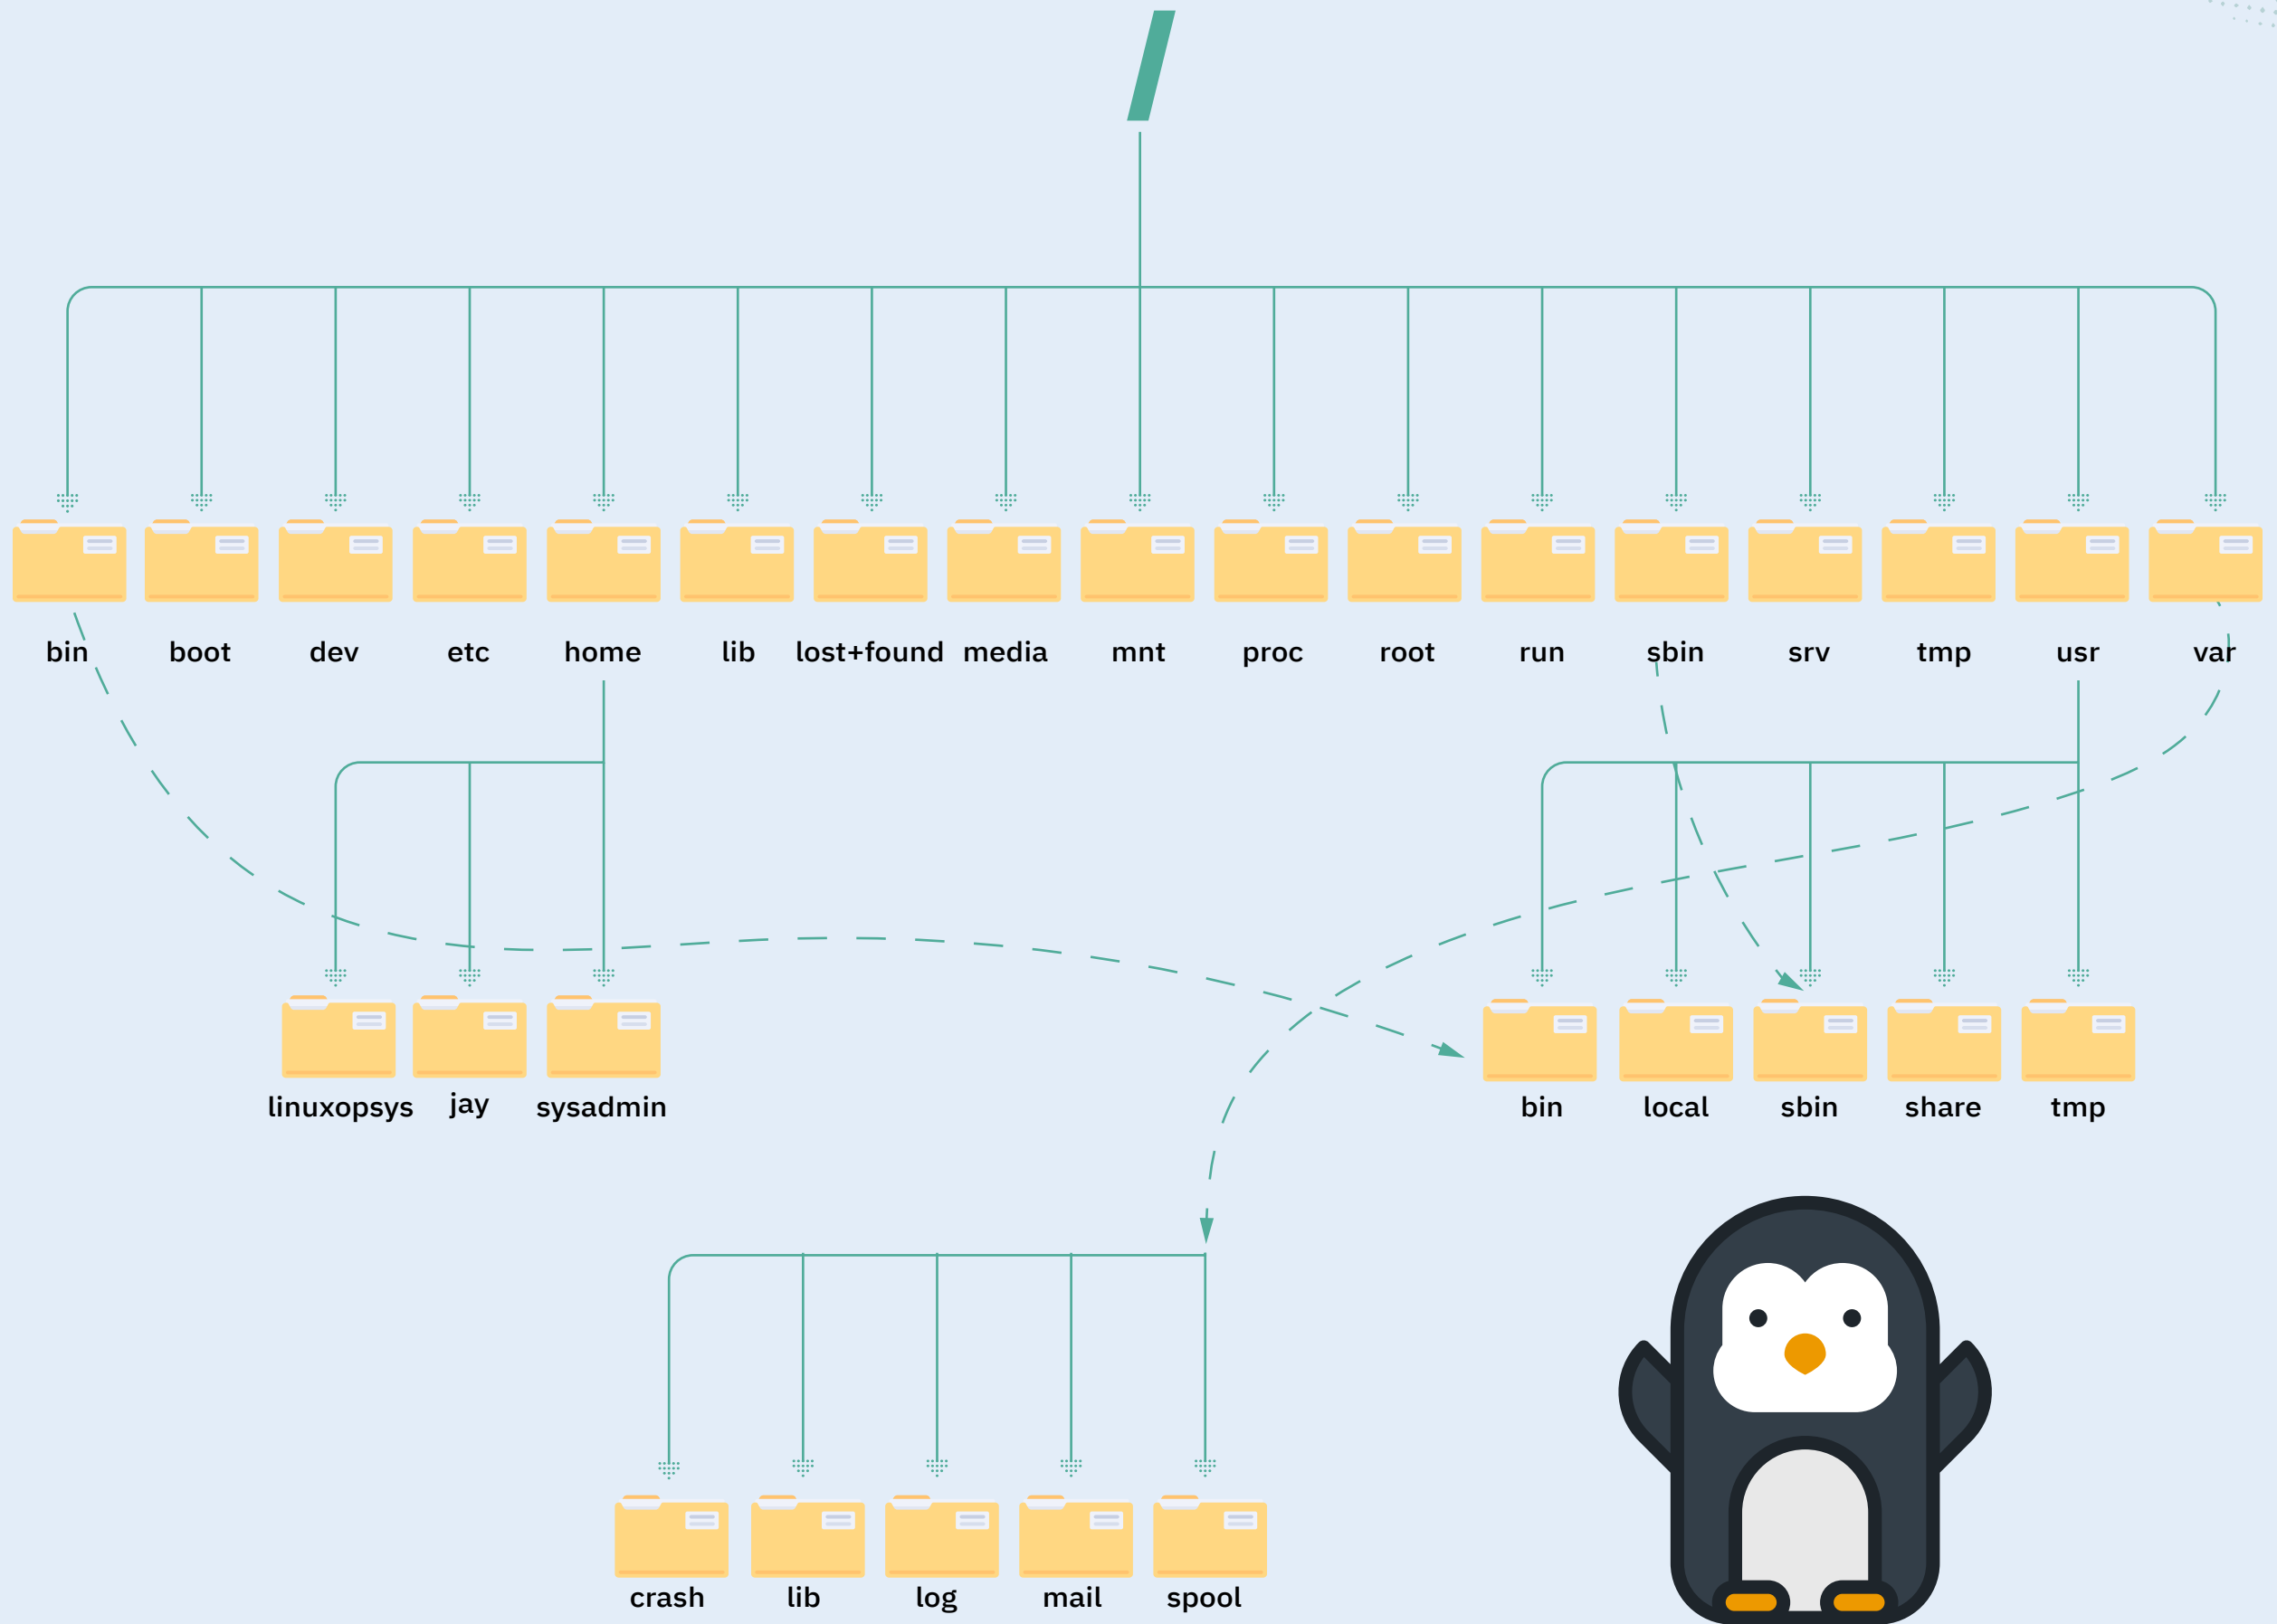 /
bin boot dev etc home lib lost+found media mnt proc root run sbin srv tmp usr var
linuxopsys jay sysadmin
bin local sbin share tmp
crash lib log mail spool